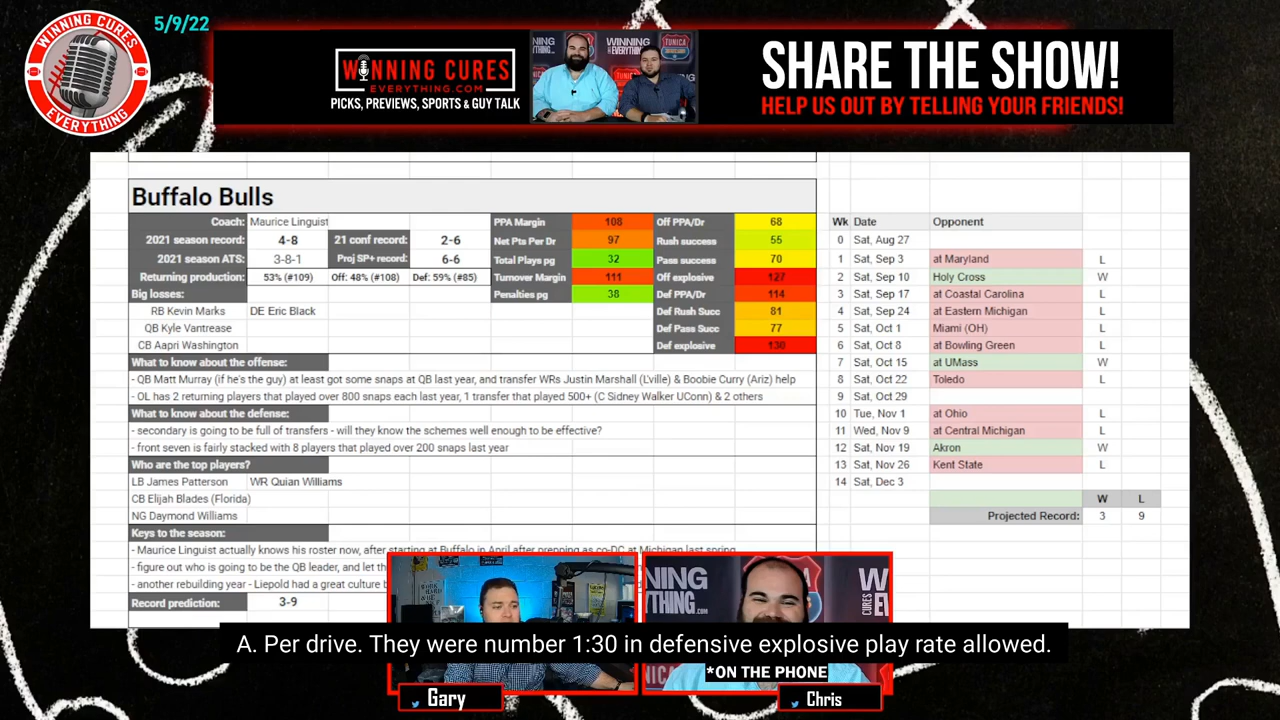 5/9/22
WINNING CURES
EVERYTHING
WINNING CURES
EVERYTHING.COM
PICKS, PREVIEWS, SPORTS & GUY TALK
SHARE THE SHOW!
HELP US OUT BY TELLING YOUR FRIENDS!
Buffalo Bulls
Coach: Maurice Linguist PPA Margin 108 Off PPA/Dr 68
2021 season record: 4-8 21 conf record: 2-6 Net Pts Per Dr 97 Rush success 55
2021 season ATS: 3-8-1 Proj SP+ record: 6-6 Total Plays pg 32 Pass success 70
Returning production: 53% (#109) Off: 48% (#108) Def: 59% (#85) Turnover Margin 111 Off explosive 127
Big losses: Penalties pg 38 Def PPA/Dr 114
RB Kevin Marks DE Eric Black Def Rush Succ 81
QB Kyle Vantrease Def Pass Succ 77
CB Aapri Washington Def explosive 130
What to know about the offense:
- QB Matt Murray (if he's the guy) at least got some snaps at QB last year, and transfer WRs Justin Marshall (L'ville) & Boobie Curry (Ariz) help
- OL has 2 returning players that played over 800 snaps each last year, 1 transfer that played 500+ (C Sidney Walker UConn) & 2 others
What to know about the defense:
- secondary is going to be full of transfers - will they know the schemes well enough to be effective?
- front seven is fairly stacked with 8 players that played over 200 snaps last year
Who are the top players?
LB James Patterson WR Quian Williams
CB Elijah Blades (Florida)
NG Daymond Williams
Keys to the season:
- Maurice Linguist actually knows his roster now, after starting at Buffalo in April after prepping as co-DC at Michigan last spring
- figure out who is going to be the QB leader, and let th
- another rebuilding year - Liepold had a great culture b
Record prediction: 3-9
Wk Date Opponent
0 Sat, Aug 27
1 Sat, Sep 3 at Maryland L
2 Sat, Sep 10 Holy Cross W
3 Sat, Sep 17 at Coastal Carolina L
4 Sat, Sep 24 at Eastern Michigan L
5 Sat, Oct 1 Miami (OH) L
6 Sat, Oct 8 at Bowling Green L
7 Sat, Oct 15 at UMass W
8 Sat, Oct 22 Toledo L
9 Sat, Oct 29
10 Tue, Nov 1 at Ohio L
11 Wed, Nov 9 at Central Michigan L
12 Sat, Nov 19 Akron W
13 Sat, Nov 26 Kent State L
14 Sat, Dec 3
W L
Projected Record: 3 9
A. Per drive. They were number 1:30 in defensive explosive play rate allowed.
*ON THE PHONE
Gary
Chris